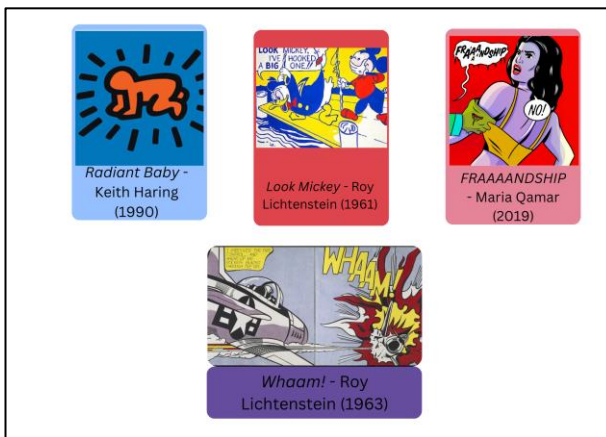 Radiant Baby -
Keith Haring
(1990)
LOOK MICKEY,
I'VE HOOKED
A BIG ONE!!
Look Mickey - Roy
Lichtenstein (1961)
FRAAAANDSHIP
NO!
FRAAAANDSHIP
- Maria Qamar
(2019)
WHAAM!
Whaam! - Roy
Lichtenstein (1963)